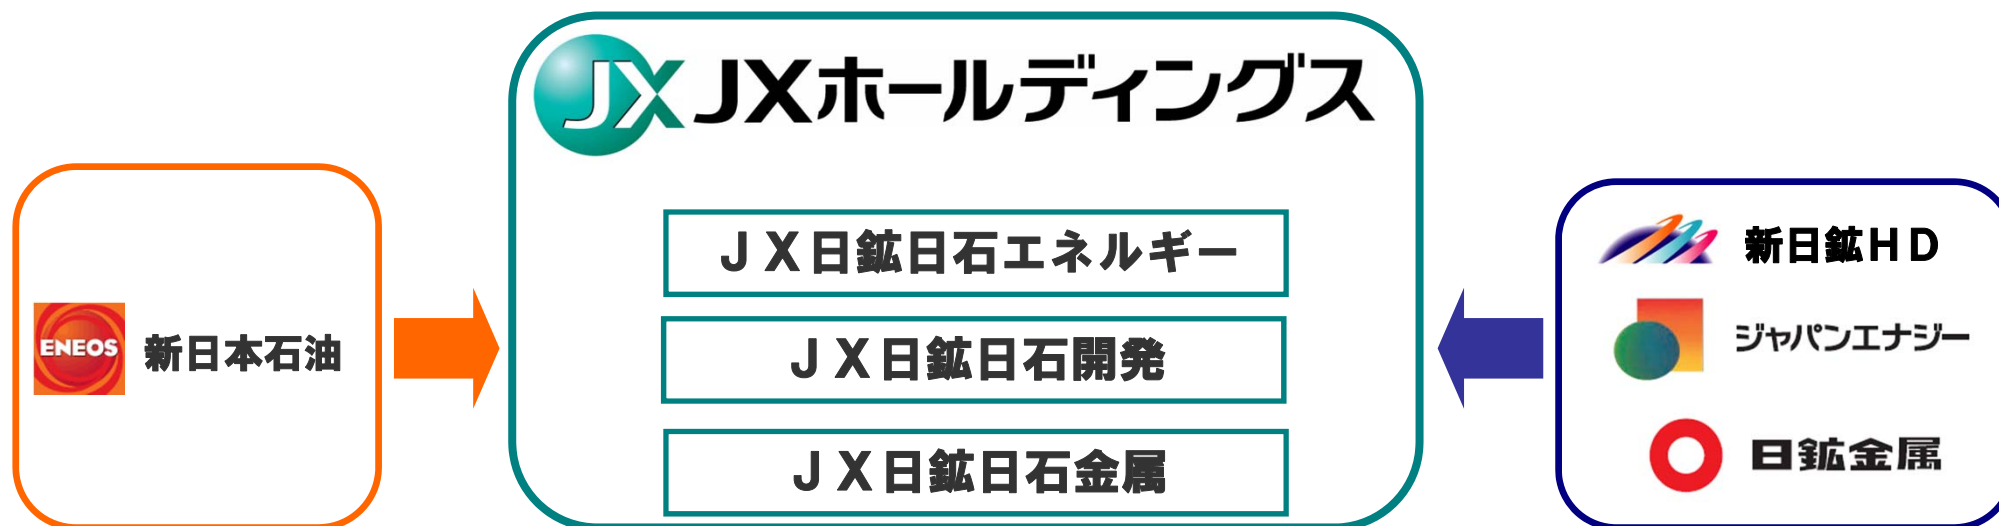 JX JXホールディングス
JX日鉱日石エネルギー
JX日鉱日石開発
JX日鉱日石金属
ENEOS 新日本石油
新日鉱HD
ジャパンエナジー
日鉱金属